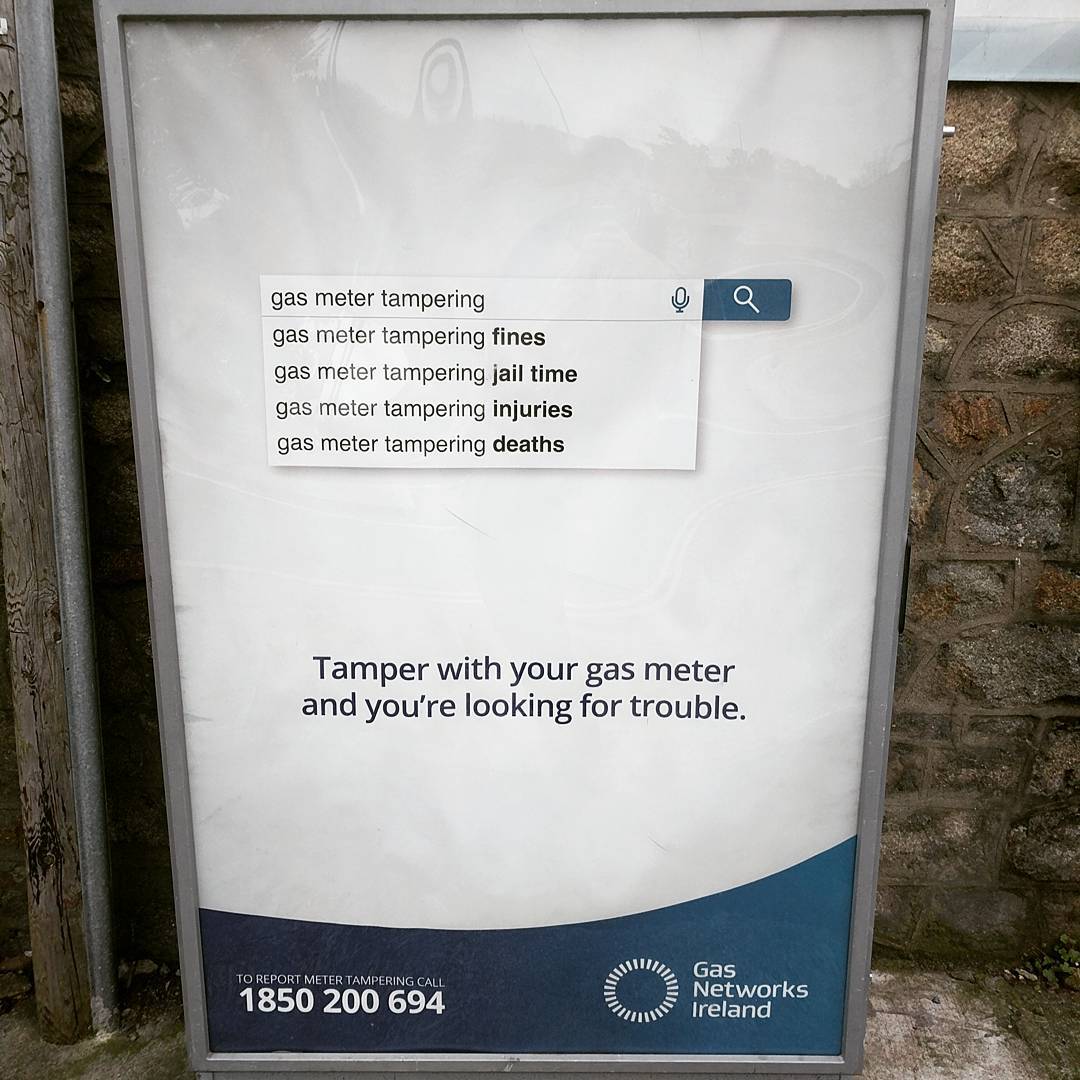 gas meter tampering
gas meter tampering fines
gas meter tampering jail time
gas meter tampering injuries
gas meter tampering deaths
Tamper with your gas meter
and you're looking for trouble.
TO REPORT METER TAMPERING CALL
1850 200 694
Gas
Networks
Ireland